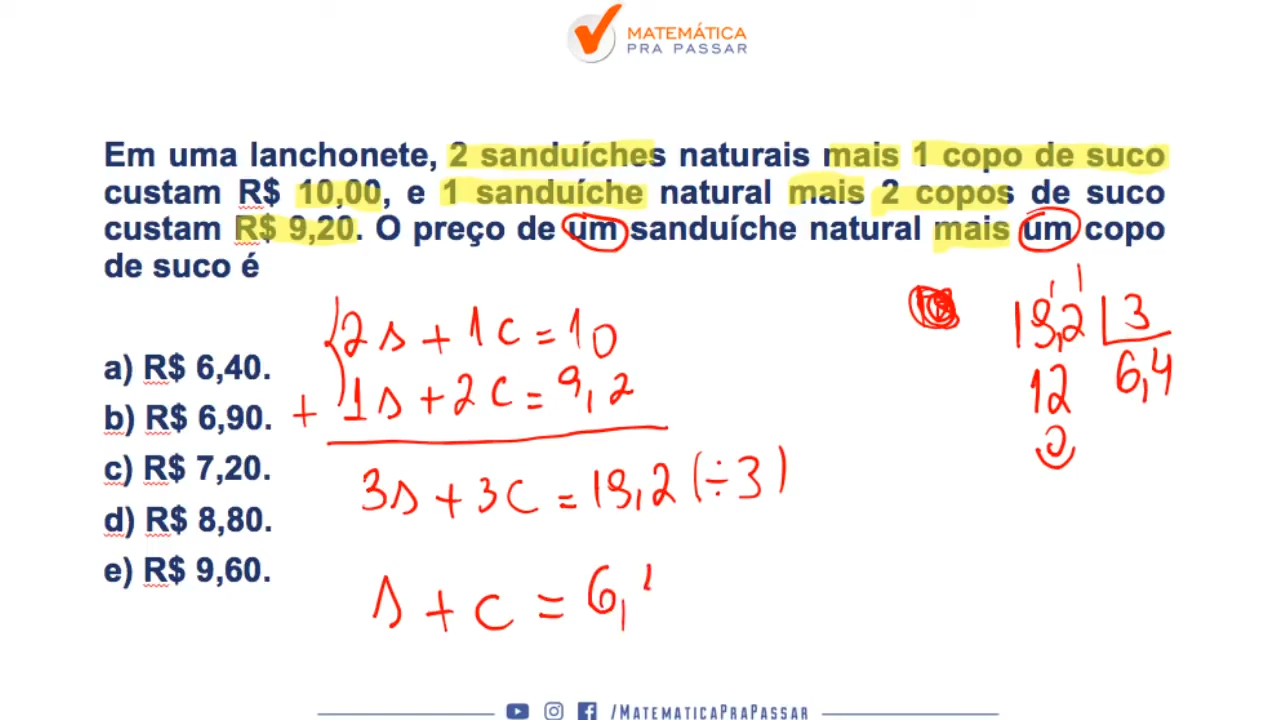 MATEMÁTICA
PRA PASSAR
Em uma lanchonete, 2 sanduíches naturais mais 1 copo de suco
custam R$ 10,00, e 1 sanduíche natural mais 2 copos de suco
custam R$ 9,20. O preço de um sanduíche natural mais um copo
de suco é
a) R$ 6,40.
b) R$ 6,90.
c) R$ 7,20.
d) R$ 8,80.
e) R$ 9,60.
2s + 1c = 10
+ 1s + 2c = 9,2
3s + 3c = 19,2 (÷3)
s + c = 6,
19,2 | 3
12 6,4
0
/MATEMATICAPRAPASSAR